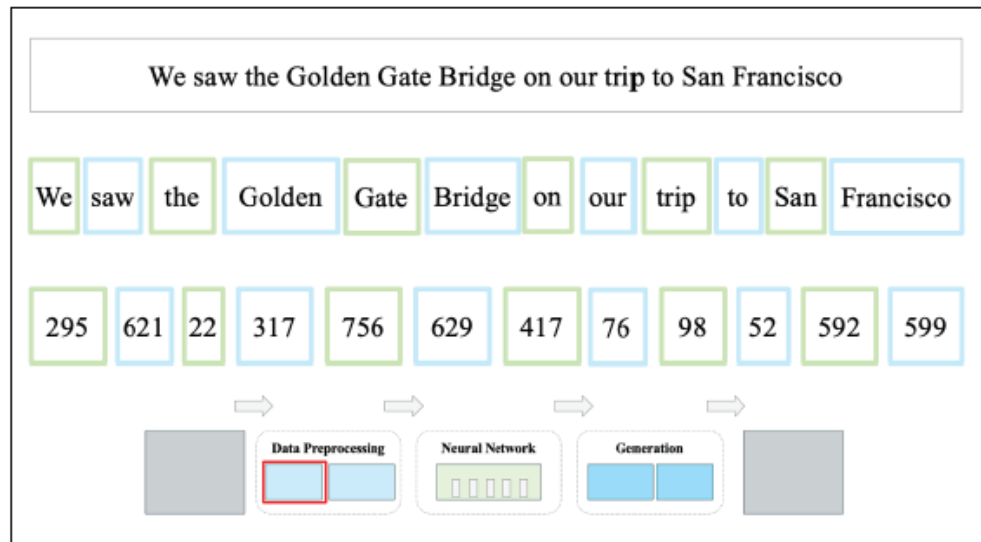 We saw the Golden Gate Bridge on our trip to San Francisco
We saw the Golden Gate Bridge on our trip to San Francisco
295 621 22 317 756 629 417 76 98 52 592 599
Data Preprocessing Neural Network Generation